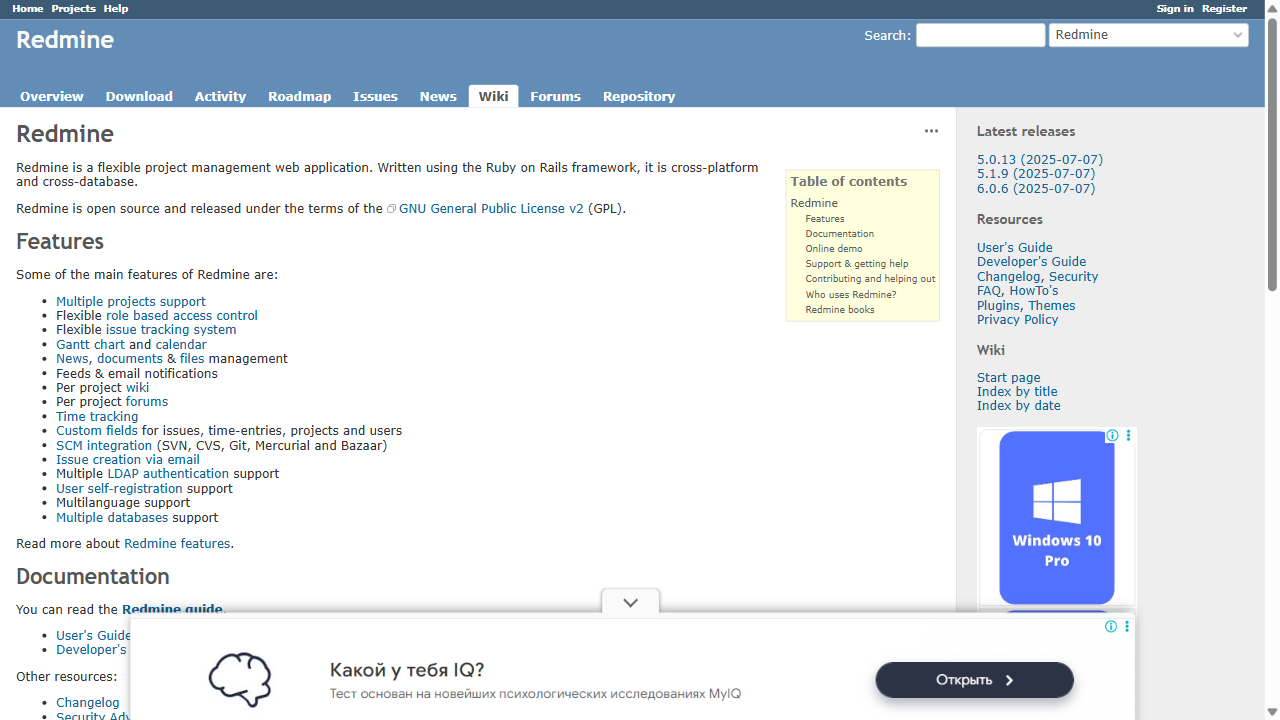 Home Projects Help
Sign in Register
Redmine
Search:
Redmine
Overview Download Activity Roadmap Issues News Wiki Forums Repository
Redmine
Redmine is a flexible project management web application. Written using the Ruby on Rails framework, it is cross-platform
and cross-database.
Redmine is open source and released under the terms of the GNU General Public License v2 (GPL).
Table of contents
Redmine
Features
Documentation
Online demo
Support & getting help
Contributing and helping out
Who uses Redmine?
Redmine books
Features
Some of the main features of Redmine are:
Multiple projects support
Flexible role based access control
Flexible issue tracking system
Gantt chart and calendar
News, documents & files management
Feeds & email notifications
Per project wiki
Per project forums
Time tracking
Custom fields for issues, time-entries, projects and users
SCM integration (SVN, CVS, Git, Mercurial and Bazaar)
Issue creation via email
Multiple LDAP authentication support
User self-registration support
Multilanguage support
Multiple databases support
Read more about Redmine features.
Documentation
You can read the Redmine guide.
User's Guide
Developer's
Other resources:
Changelog
Security
Latest releases
5.0.13 (2025-07-07)
5.1.9 (2025-07-07)
6.0.6 (2025-07-07)
Resources
User's Guide
Developer's Guide
Changelog, Security
FAQ, HowTo's
Plugins, Themes
Privacy Policy
Wiki
Start page
Index by title
Index by date
Windows 10
Pro
Какой у тебя IQ?
Тест основан на новейших психологических исследованиях MyIQ
Открыть